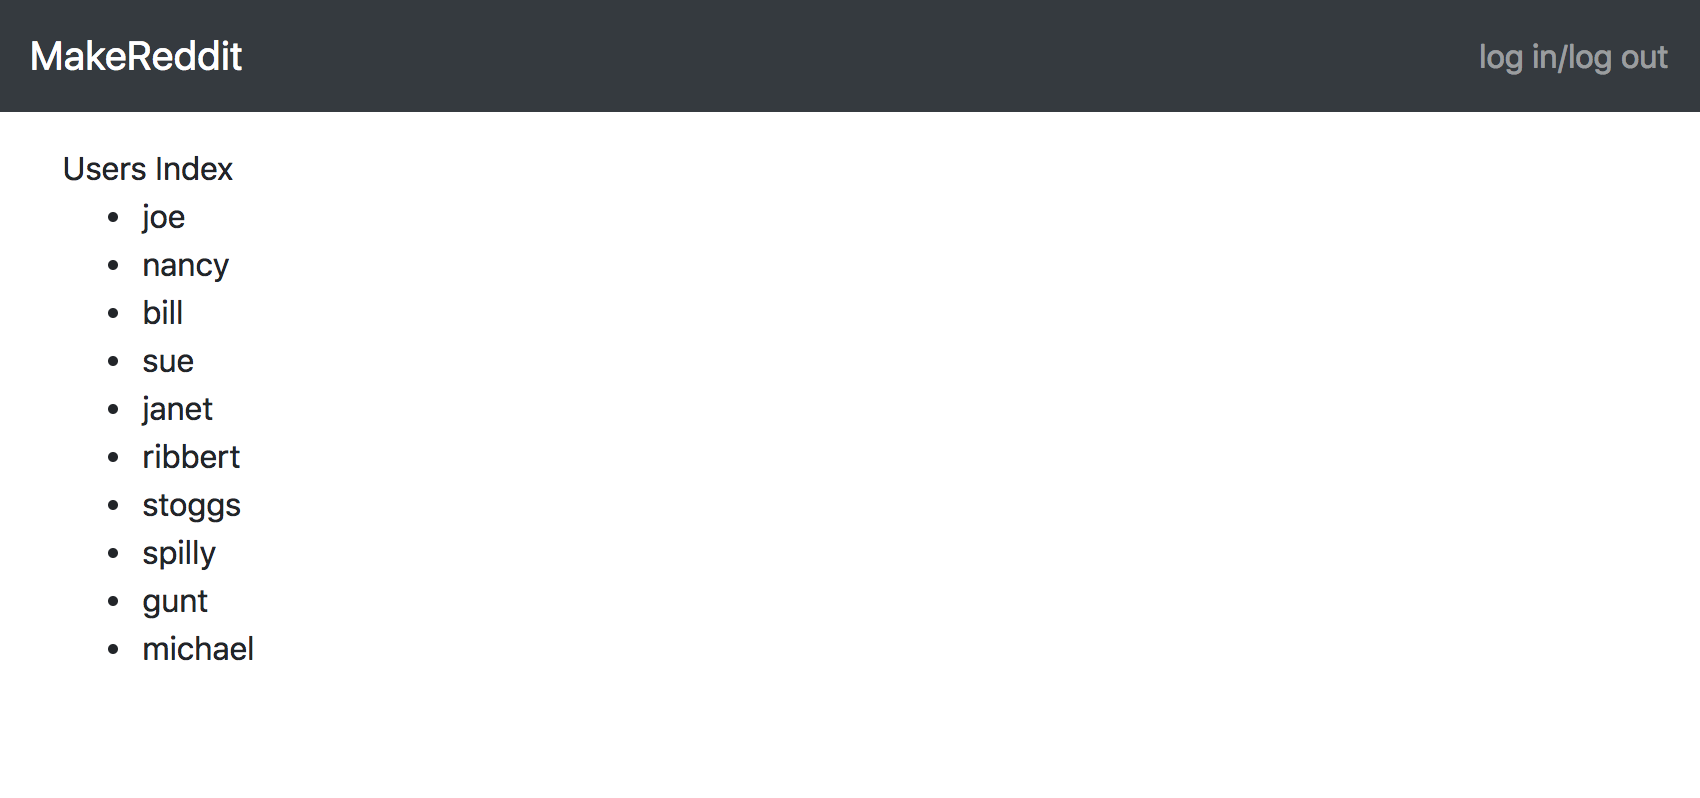 MakeReddit
log in/log out
Users Index
joe
nancy
bill
sue
janet
ribbert
stoggs
spilly
gunt
michael